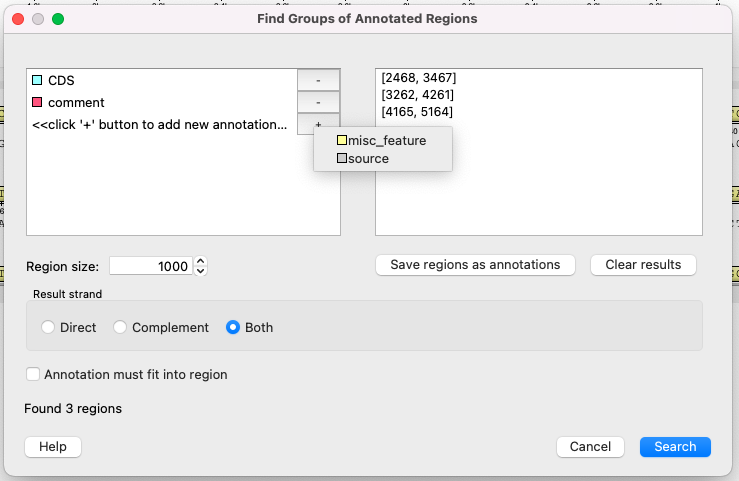 Find Groups of Annotated Regions
CDS
-
comment
-
<<click '+' button to add new annotation...
+
misc_feature
source
[2468, 3467]
[3262, 4261]
[4165, 5164]
Region size:
1000
Save regions as annotations
Clear results
Result strand
Direct
Complement
Both
Annotation must fit into region
Found 3 regions
Help
Cancel
Search